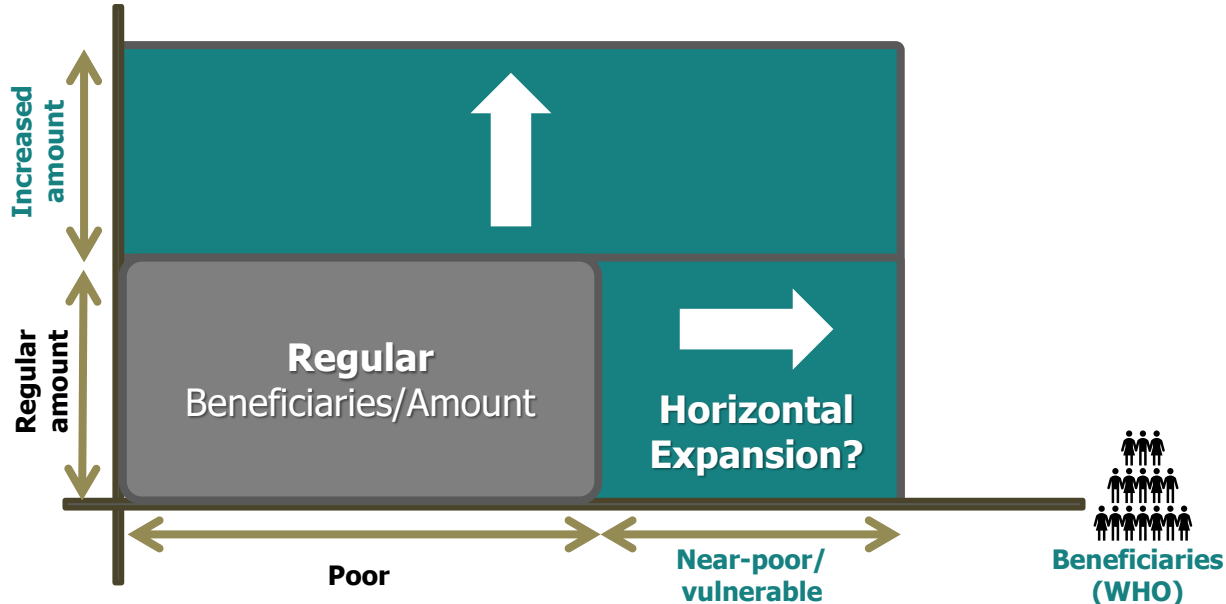 Increased
amount
Regular
amount
Regular
Beneficiaries/Amount
Horizontal
Expansion?
Poor
Near-poor/
vulnerable
Beneficiaries
(WHO)